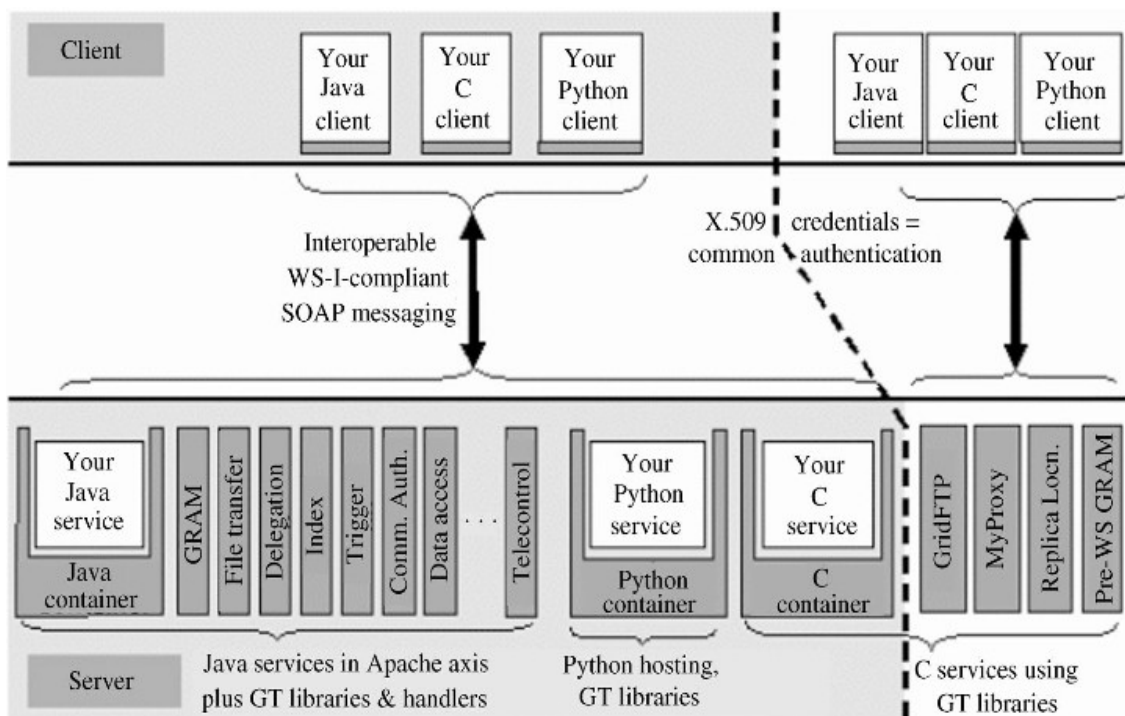 Client
Your
Java
client
Your
C
client
Your
Python
client
Your
Java
client
Your
C
client
Your
Python
client
Interoperable
WS-I-compliant
SOAP messaging
X.509 credentials =
common authentication
Your
Java
service
Java
container
GRAM
File transfer
Delegation
Index
Trigger
Comm. Auth.
Data access
. . .
Telecontrol
Your
Python
service
Python
container
Your
C
service
C
container
GridFTP
MyProxy
Replica Locn.
Pre-WS GRAM
Server
Java services in Apache axis
plus GT libraries & handlers
Python hosting,
GT libraries
C services using
GT libraries